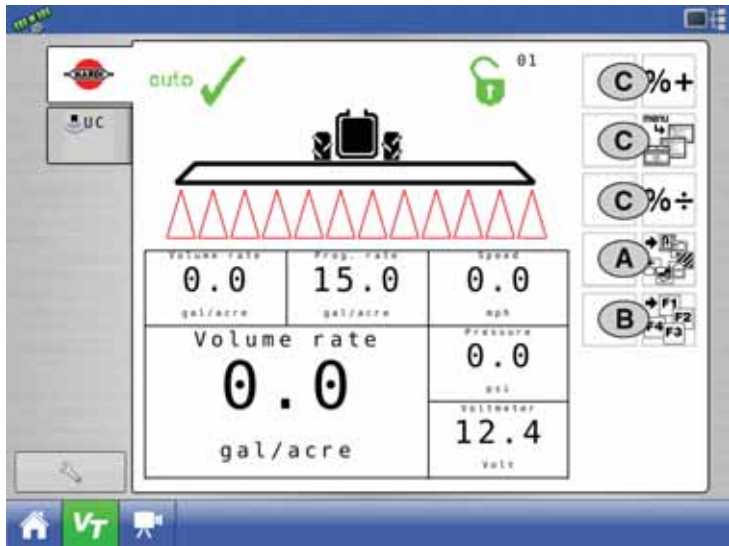 HARDI
auto
01
UC
C %+
menu
C
C %÷
A
B F1
F2
F4 F3
Volume rate
0.0
gal/acre
Prog. rate
15.0
gal/acre
Speed
0.0
mph
Volume rate
0.0
gal/acre
Pressure
0.0
psi
Voltmeter
12.4
Volt
VT